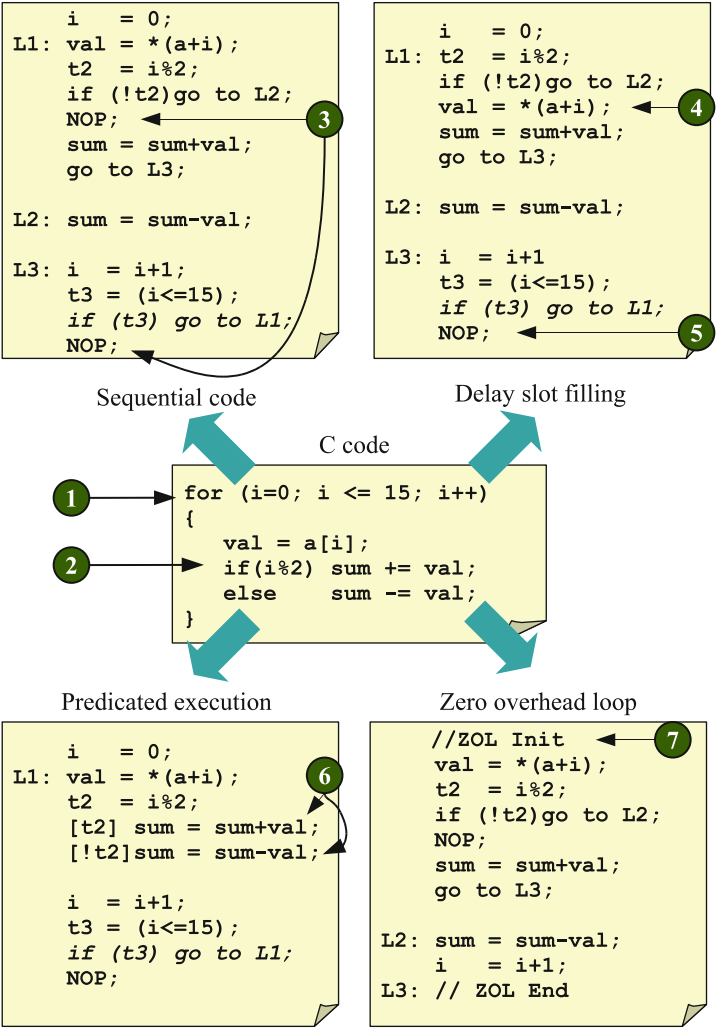 i   = 0;
L1: val = *(a+i);
t2  = i%2;
if (!t2)go to L2;
NOP;
3
sum = sum+val;
go to L3;
L2: sum = sum-val;
L3: i  = i+1;
t3 = (i<=15);
if (t3) go to L1;
NOP;
Sequential code
i   = 0;
L1: t2  = i%2;
if (!t2)go to L2;
val = *(a+i);
4
sum = sum+val;
go to L3;
L2: sum = sum-val;
L3: i  = i+1
t3 = (i<=15);
if (t3) go to L1;
NOP;
5
Delay slot filling
C code
1
for (i=0; i <= 15; i++)
{
val = a[i];
2
if(i%2) sum += val;
else    sum -= val;
}
Predicated execution
i   = 0;
L1: val = *(a+i);
6
t2  = i%2;
[t2] sum = sum+val;
[!t2]sum = sum-val;
i  = i+1;
t3 = (i<=15);
if (t3) go to L1;
NOP;
Zero overhead loop
//ZOL Init
7
val = *(a+i);
t2  = i%2;
if (!t2)go to L2;
NOP;
sum = sum+val;
go to L3;
L2: sum = sum-val;
i   = i+1;
L3: // ZOL End